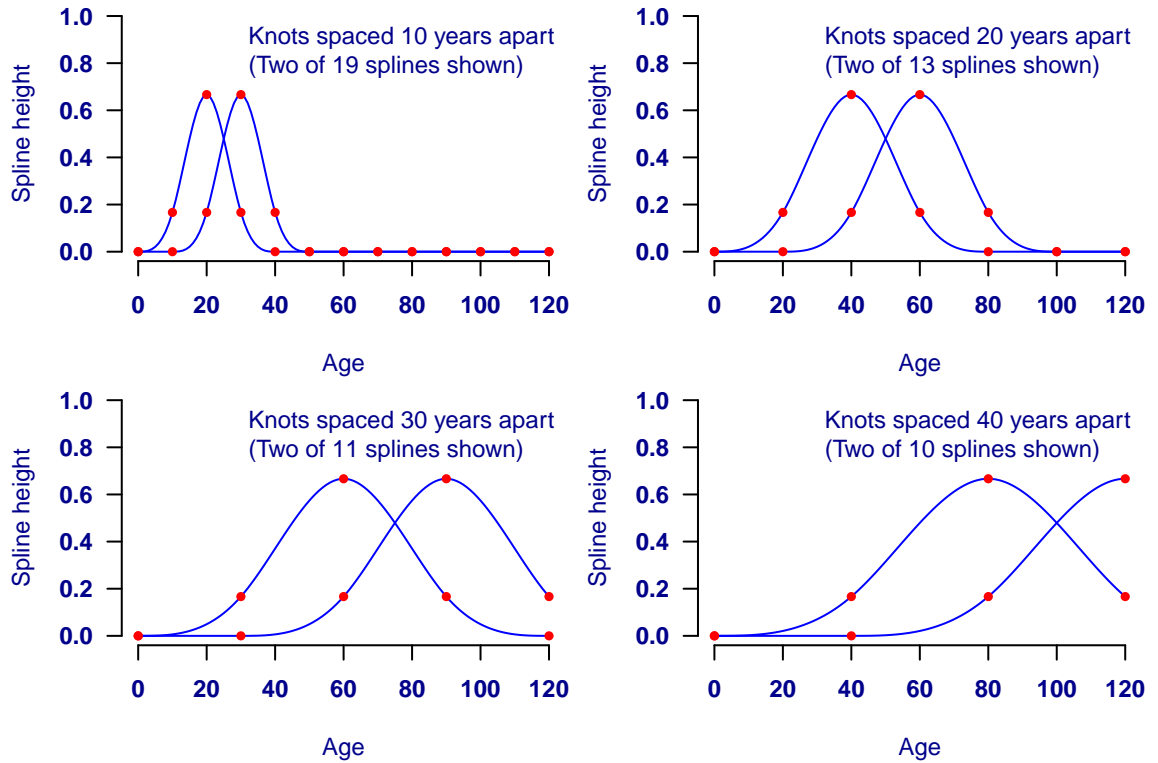 Knots spaced 10 years apart
(Two of 19 splines shown)
Spline height
1.0
0.8
0.6
0.4
0.2
0.0
0 20 40 60 80 100 120
Age
Knots spaced 20 years apart
(Two of 13 splines shown)
Spline height
1.0
0.8
0.6
0.4
0.2
0.0
0 20 40 60 80 100 120
Age
Knots spaced 30 years apart
(Two of 11 splines shown)
Spline height
1.0
0.8
0.6
0.4
0.2
0.0
0 20 40 60 80 100 120
Age
Knots spaced 40 years apart
(Two of 10 splines shown)
Spline height
1.0
0.8
0.6
0.4
0.2
0.0
0 20 40 60 80 100 120
Age